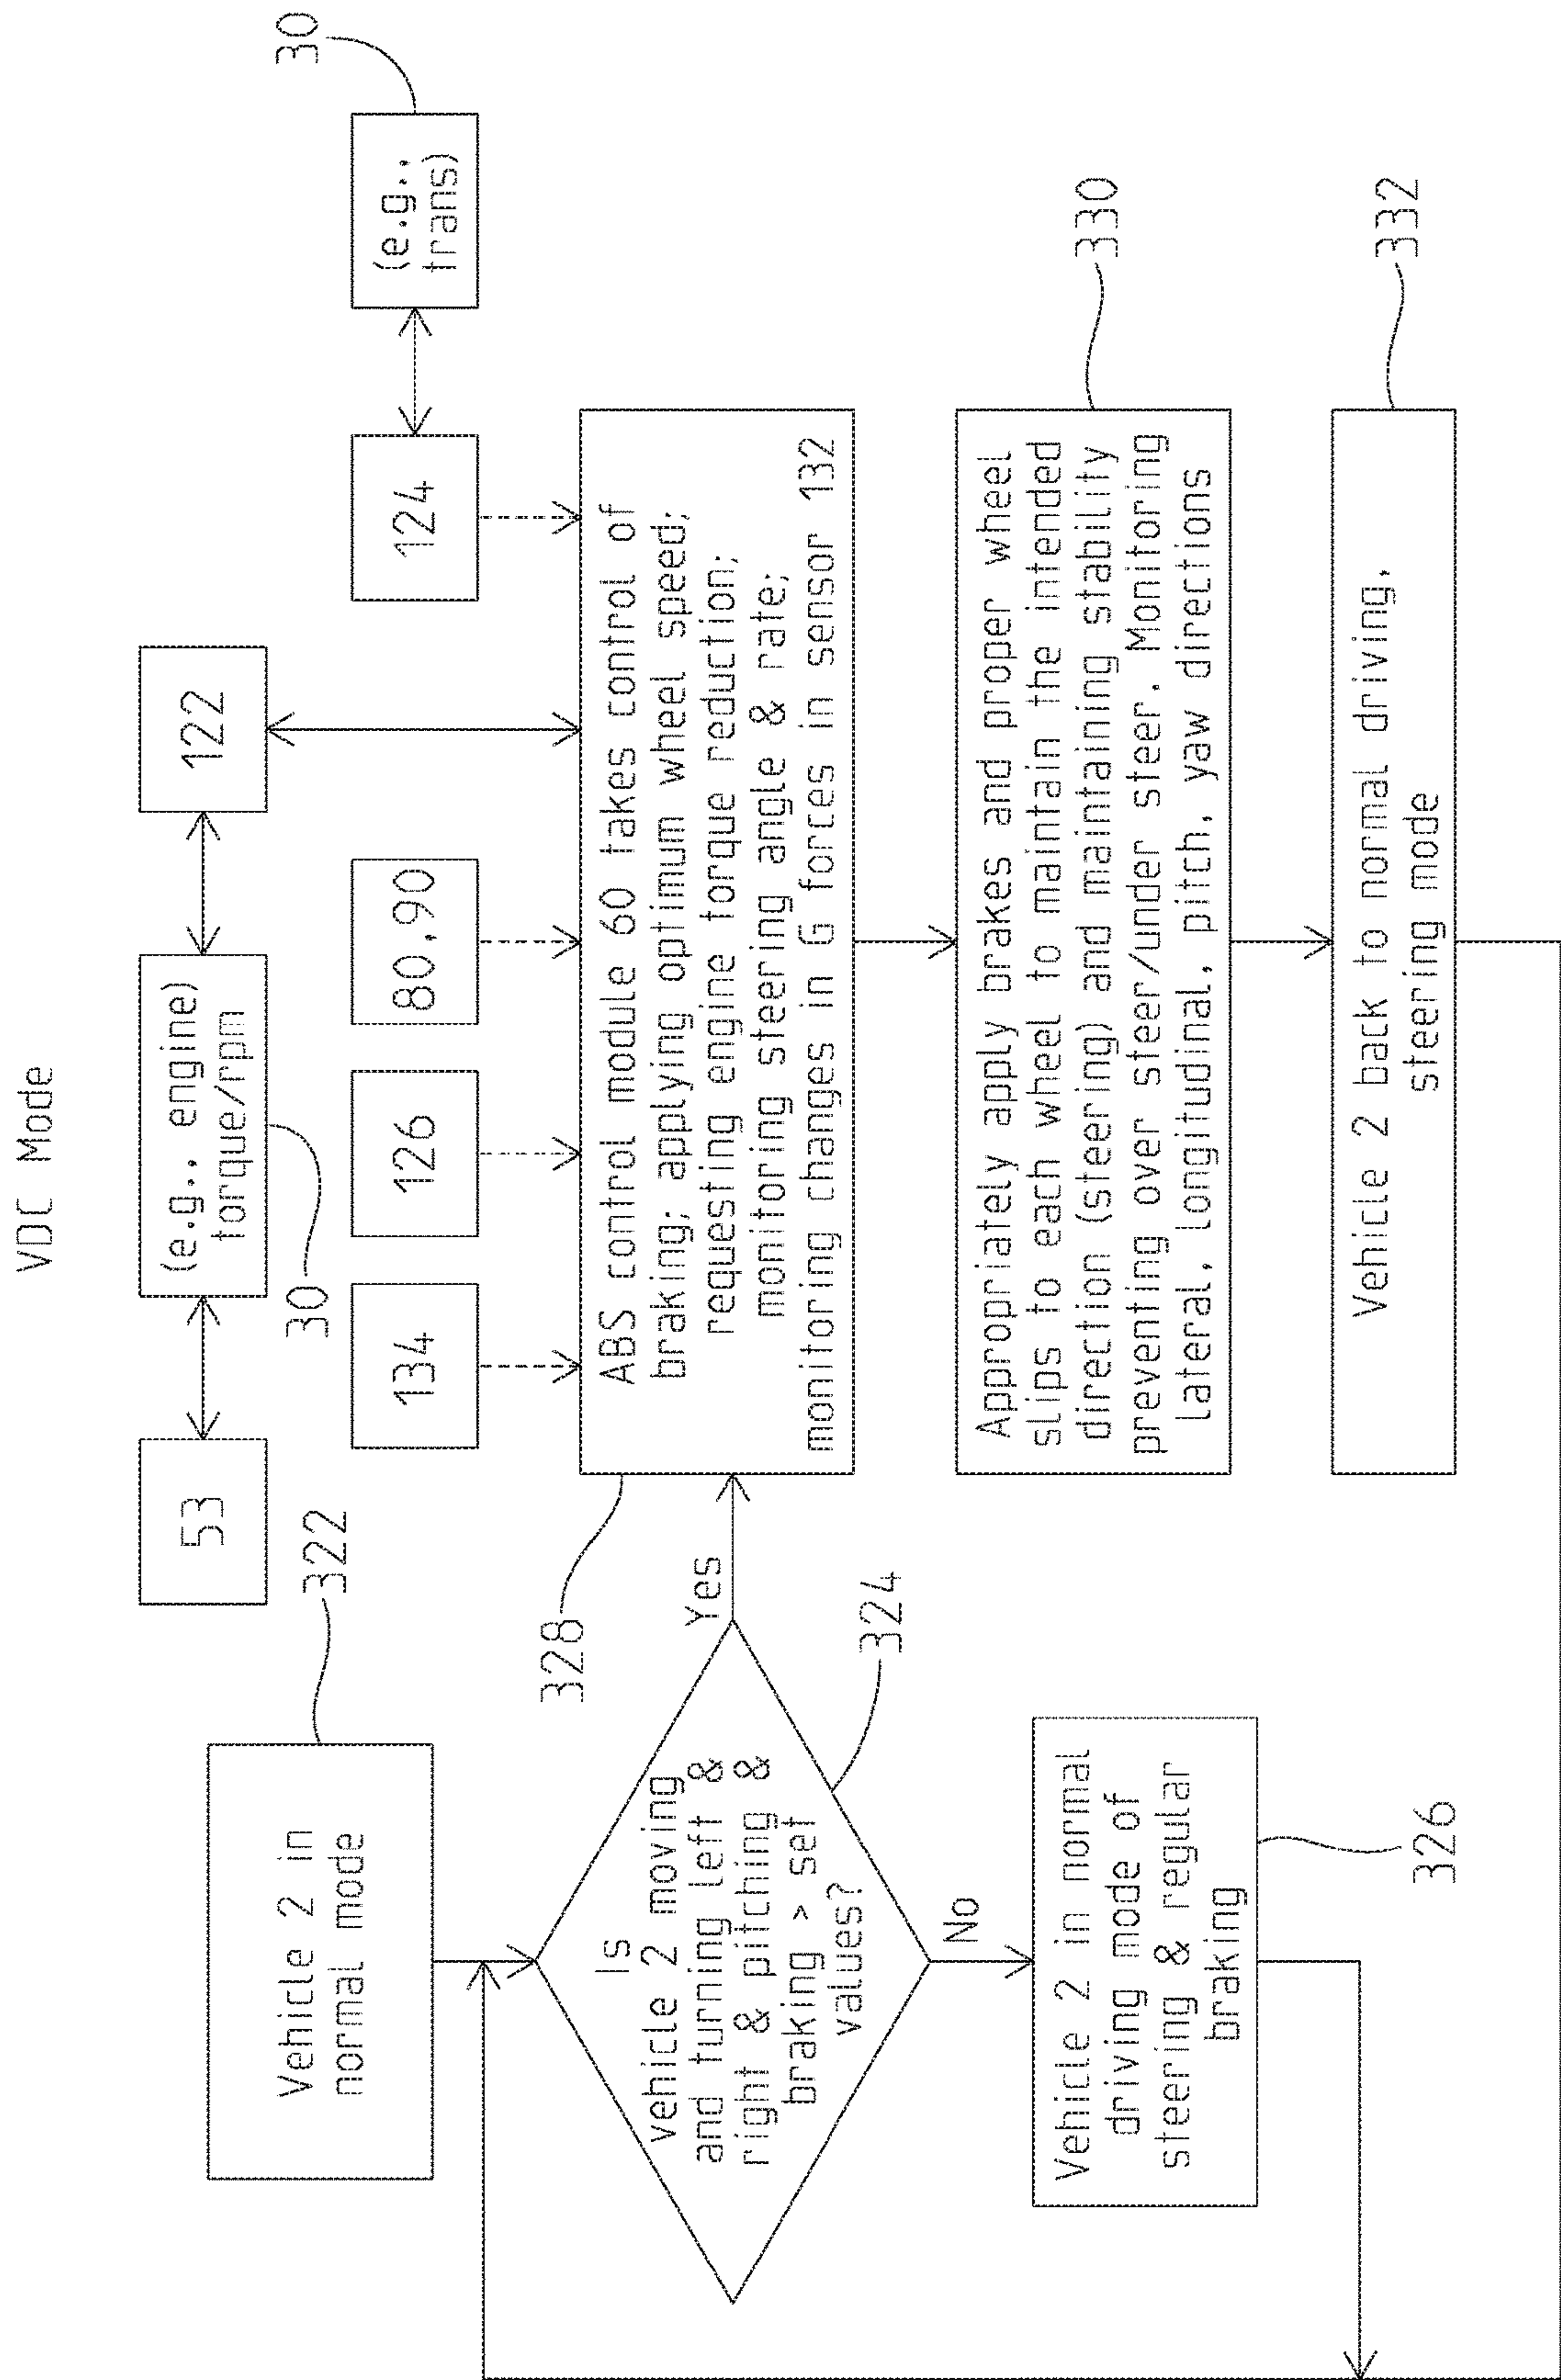 VDC Mode
53
(e.g., engine)
torque/rpm
30
122
322
Vehicle 2 in
normal mode
134
126
80,90
124
(e.g.,
trans)
30
328
ABS control module 60 takes control of
braking; applying optimum wheel speed;
requesting engine torque reduction;
monitoring steering angle & rate;
monitoring changes in G forces in sensor 132
Is
vehicle 2 moving
and turning left &
right & pitching &
braking > set
values?
Yes
324
No
Vehicle 2 in normal
driving mode of
steering & regular
braking
326
Appropriately apply brakes and proper wheel
slips to each wheel to maintain the intended
direction (steering) and maintaining stability
preventing over steer/under steer. Monitoring
lateral, longitudinal, pitch, yaw directions
330
Vehicle 2 back to normal driving,
steering mode
332